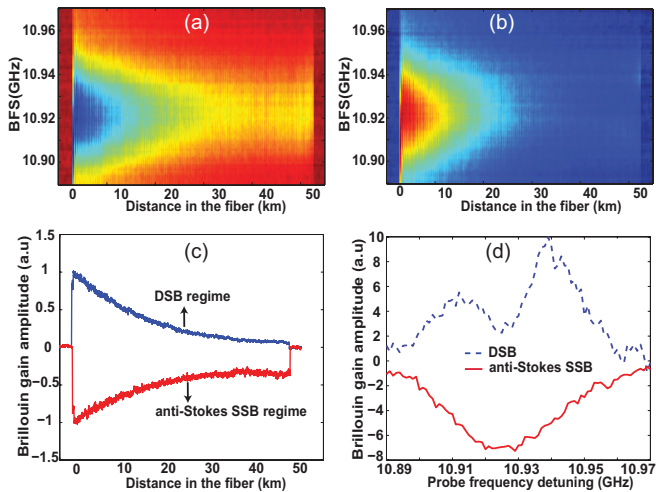 (a)
BFS(GHz)
10.96
10.94
10.92
10.90
0 10 20 30 40 50
Distance in the fiber (km)
(b)
BFS(GHz)
10.96
10.94
10.92
10.90
0 10 20 30 40 50
Distance in the fiber (km)
(c)
Brillouin gain amplitude (a.u)
1.5
1
0.5
0
−0.5
−1
−1.5
DSB regime
anti-Stokes SSB regime
0 10 20 30 40 50
Distance in the fiber (km)
(d)
Brillouin gain amplitude (a.u)
10
8
6
4
2
0
−2
−4
−6
−8
DSB
anti-Stokes SSB
10.89 10.91 10.93 10.95 10.97
Probe frequency detuning (GHz)